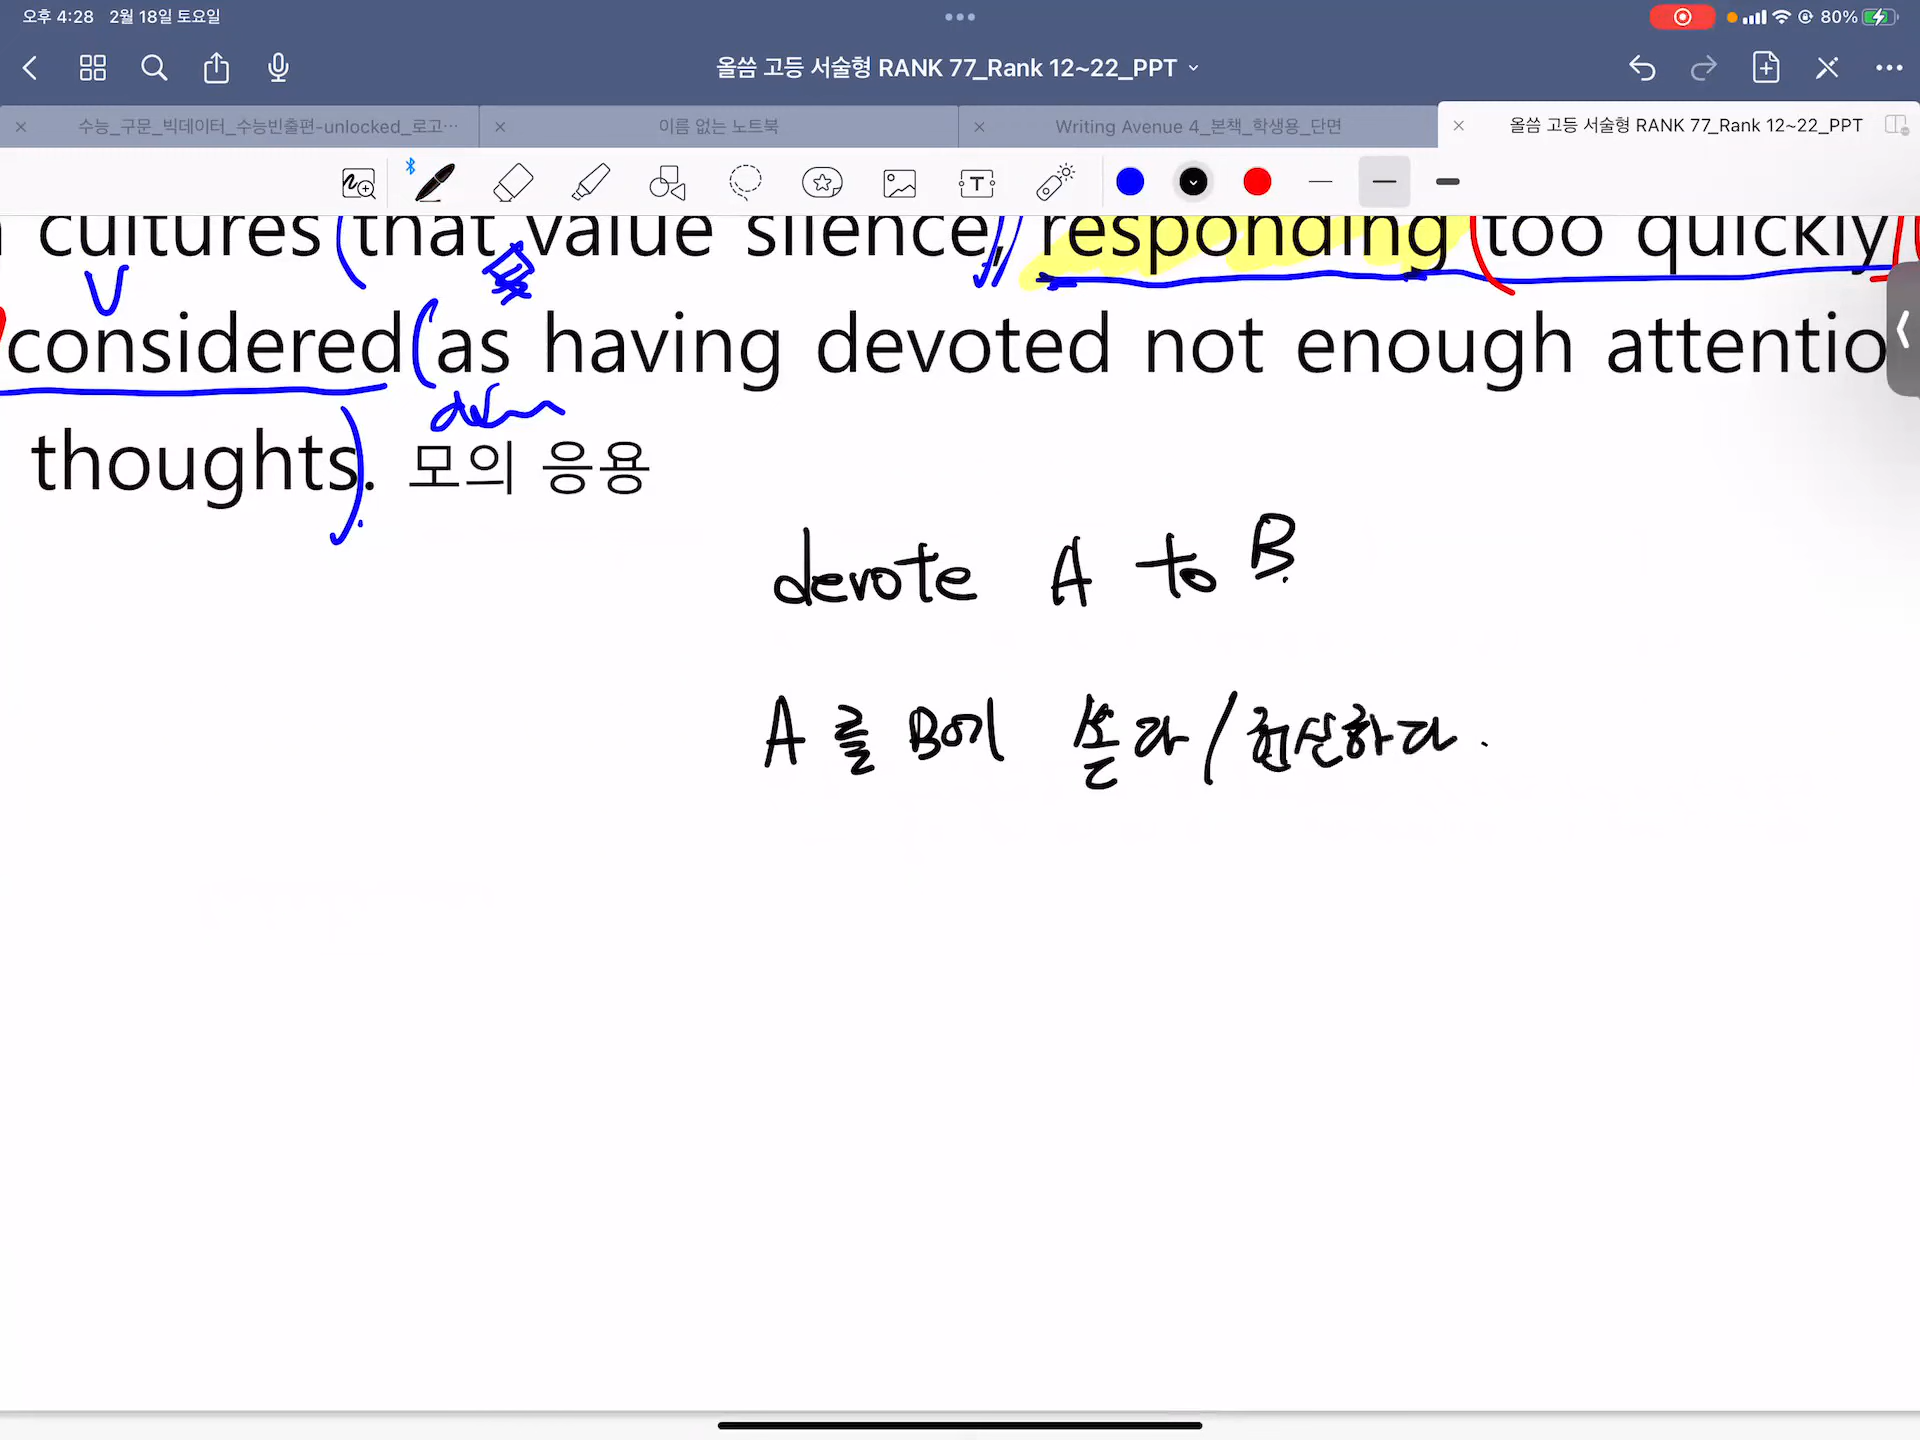 오후 4:28 2월 18일 토요일
80%
올씀 고등 서술형 RANK 77_Rank 12~22_PPT
수능_구문_빅데이터_수능빈출편-unlocked_로고…
이름 없는 노트북
Writing Avenue 4_본책_학생용_단면
올씀 고등 서술형 RANK 77_Rank 12~22_PPT
cultures (that value silence, responding (too quickly
considered (as having devoted not enough attentio
thoughts). 모의 응용
devote A to B.
A를 B에 쏟다/헌신하다.